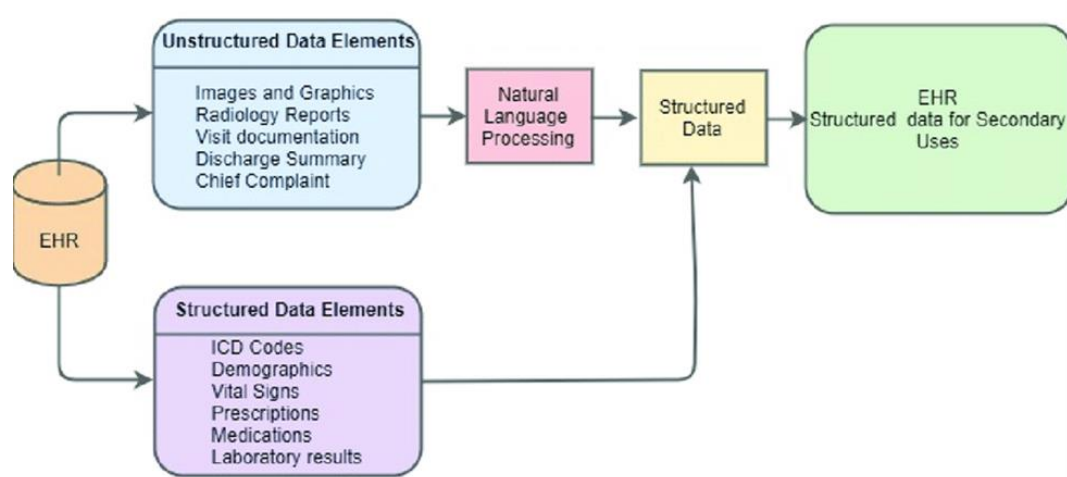 EHR
Unstructured Data Elements
Images and Graphics
Radiology Reports
Visit documentation
Discharge Summary
Chief Complaint
Natural
Language
Processing
Structured
Data
EHR
Structured data for Secondary
Uses
Structured Data Elements
ICD Codes
Demographics
Vital Signs
Prescriptions
Medications
Laboratory results